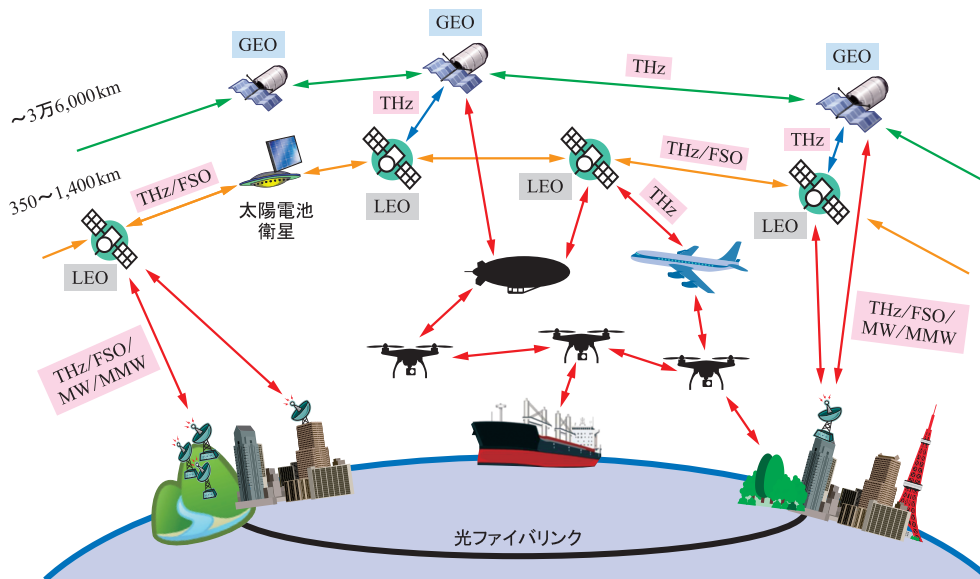 GEO
GEO
GEO
THz
～3万6,000km
THz
THz
350～1,400km
THz/FSO
THz/FSO
太陽電池
衛星
LEO
LEO
LEO
LEO
THz
THz/FSO/
MW/MMW
THz/FSO/
MW/MMW
光ファイバリンク